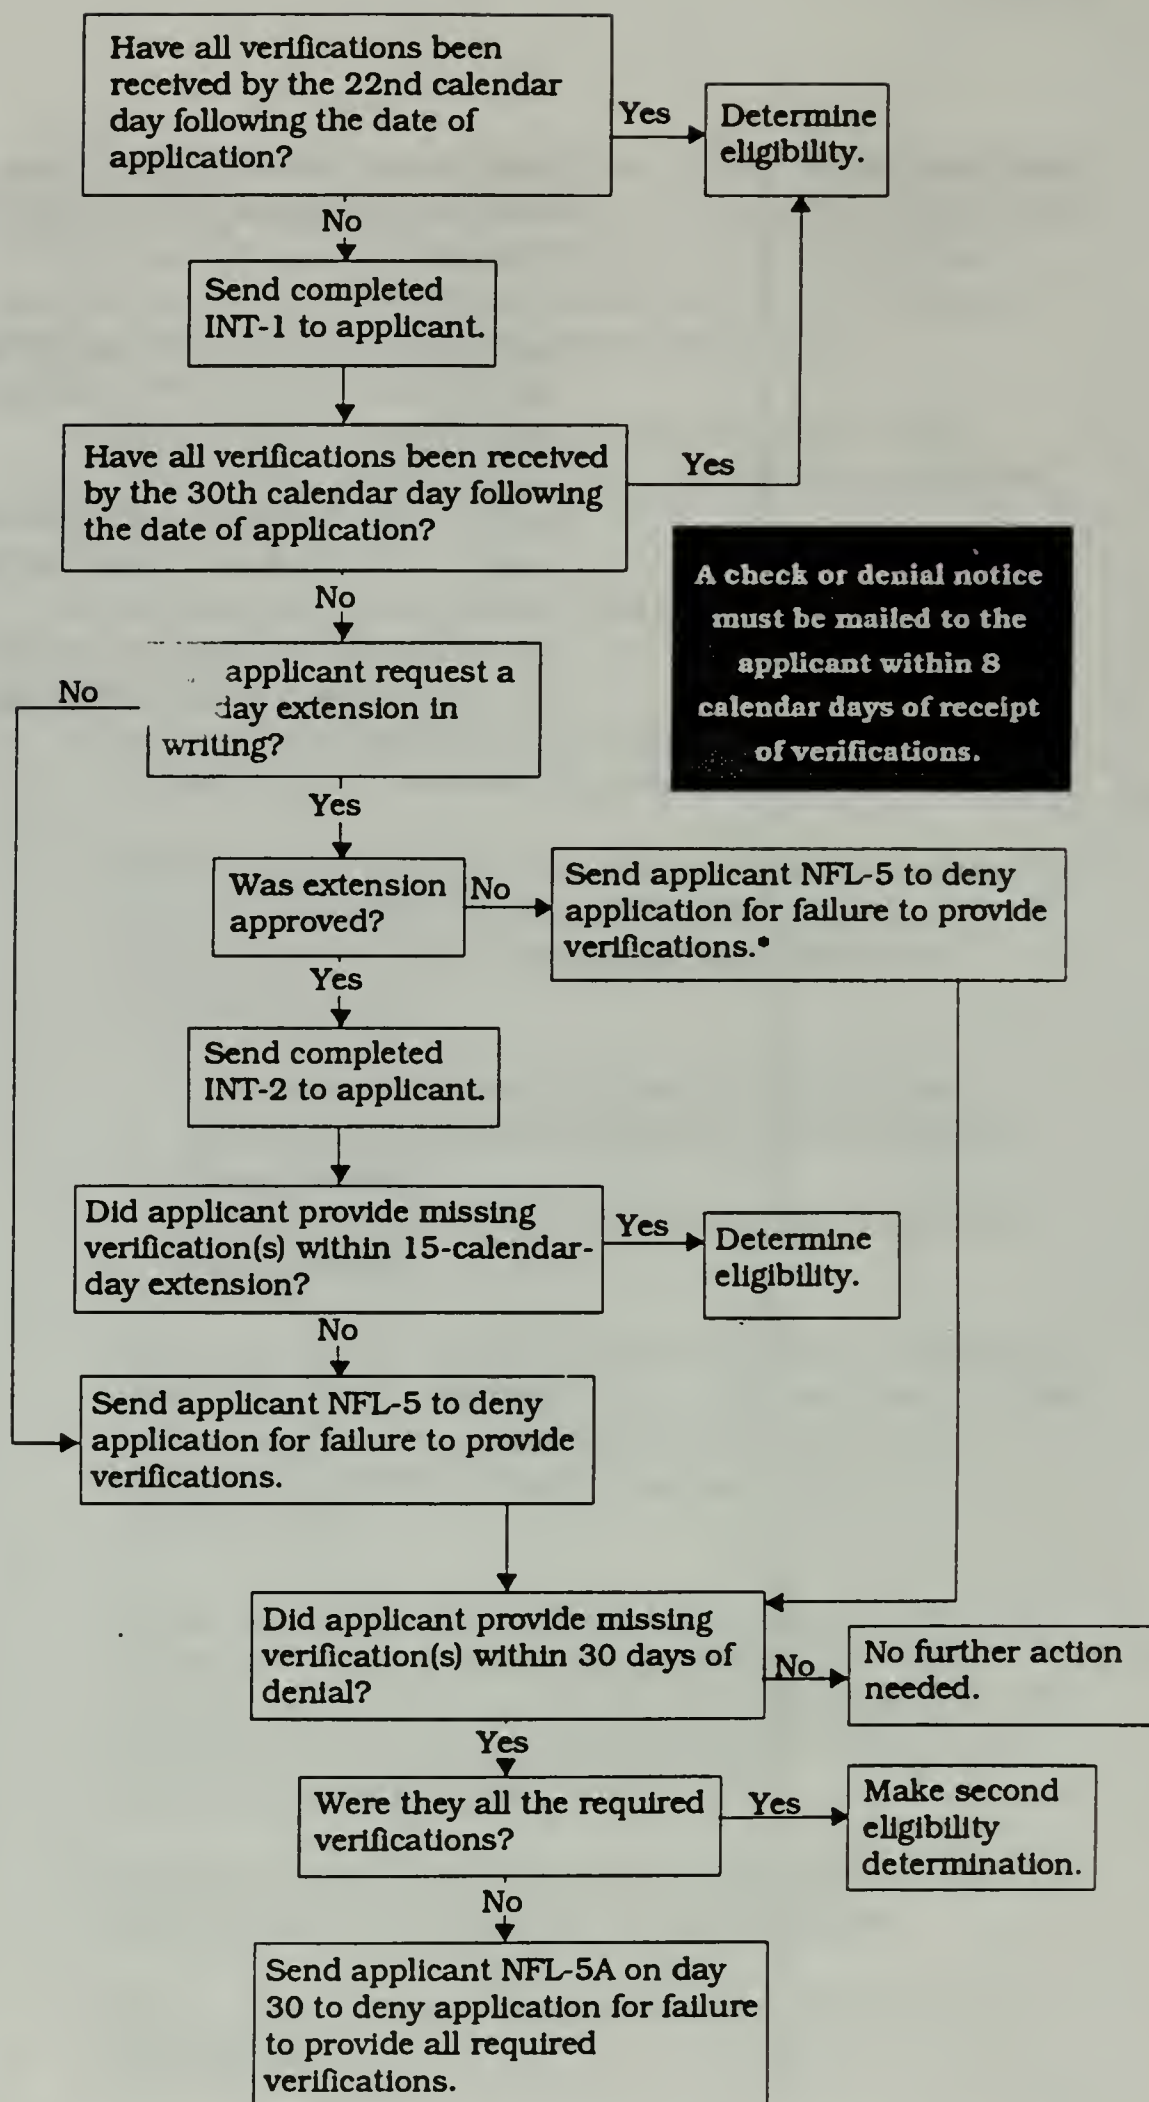 Have all verifications been
received by the 22nd calendar
day following the date of
application?
Yes
Determine
eligibility.
No
Send completed
INT-1 to applicant.
Have all verifications been received
by the 30th calendar day following
the date of application?
Yes
A check or denial notice
must be mailed to the
applicant within 8
calendar days of receipt
of verifications.
No
applicant request a
day extension in
writing?
No
Yes
Was extension
approved?
No
Send applicant NFL-5 to deny
application for failure to provide
verifications.*
Yes
Send completed
INT-2 to applicant.
Did applicant provide missing
verification(s) within 15-calendar-
day extension?
Yes
Determine
eligibility.
No
Send applicant NFL-5 to deny
application for failure to provide
verifications.
Did applicant provide missing
verification(s) within 30 days of
denial?
No
No further action
needed.
Yes
Were they all the required
verifications?
Yes
Make second
eligibility
determination.
No
Send applicant NFL-5A on day
30 to deny application for failure
to provide all required
verifications.